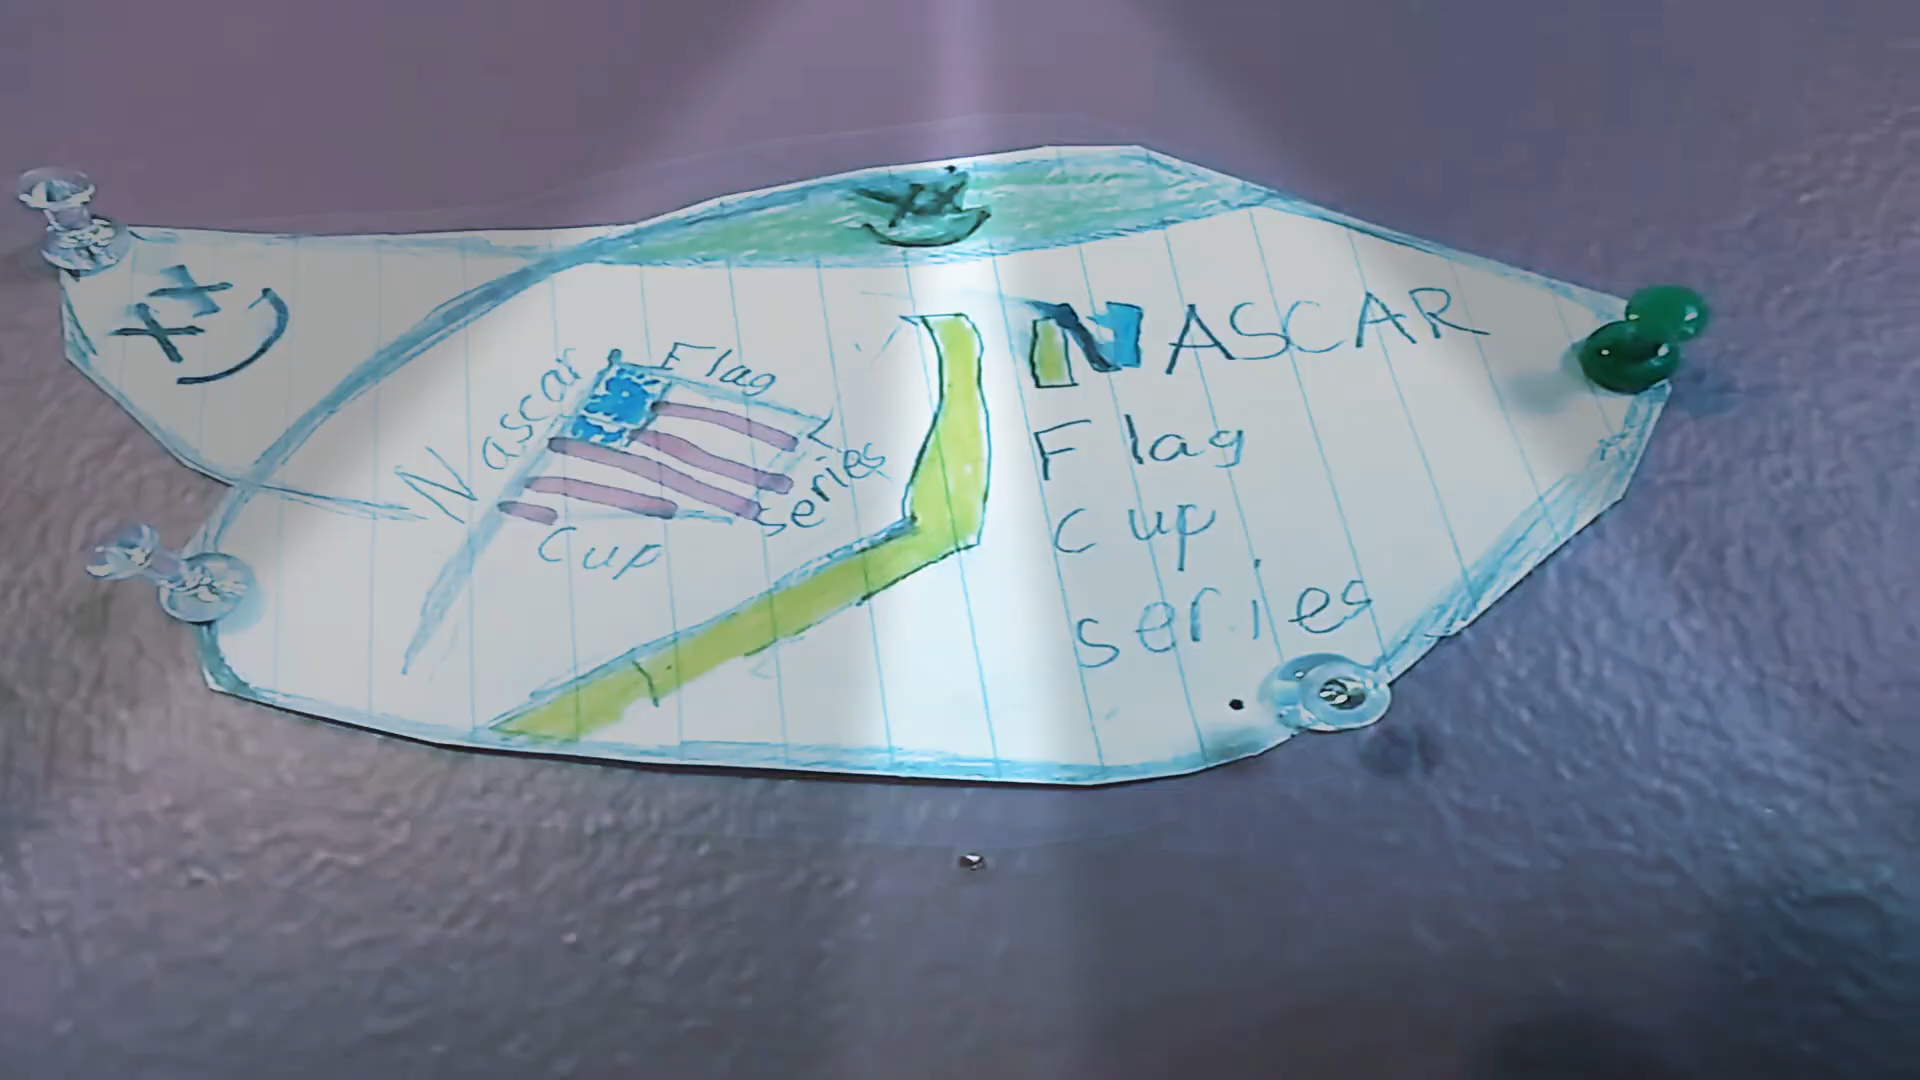 Nascar Flag
Cup Series
NASCAR
Flag
Cup
Series